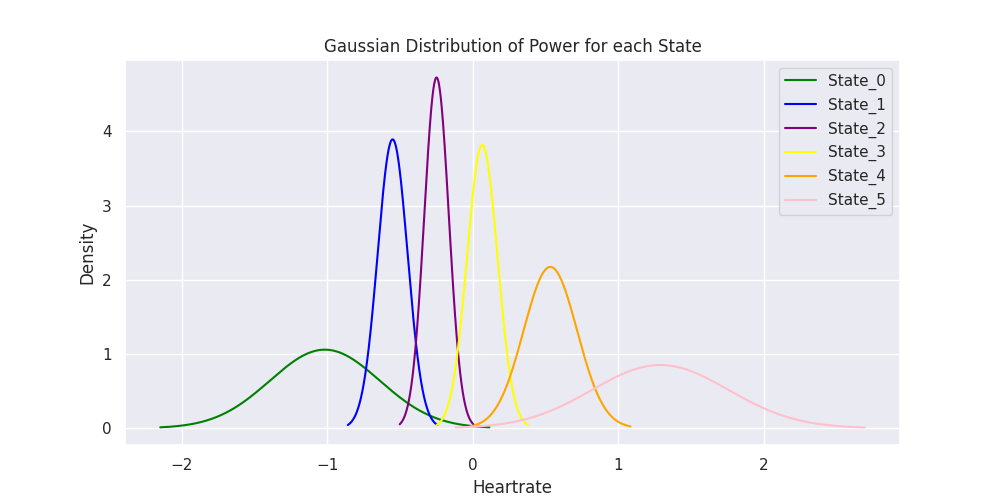 Gaussian Distribution of Power for each State
State_0
State_1
State_2
State_3
State_4
State_5
Density
4
3
2
1
0
−2
−1
0
1
2
Heartrate